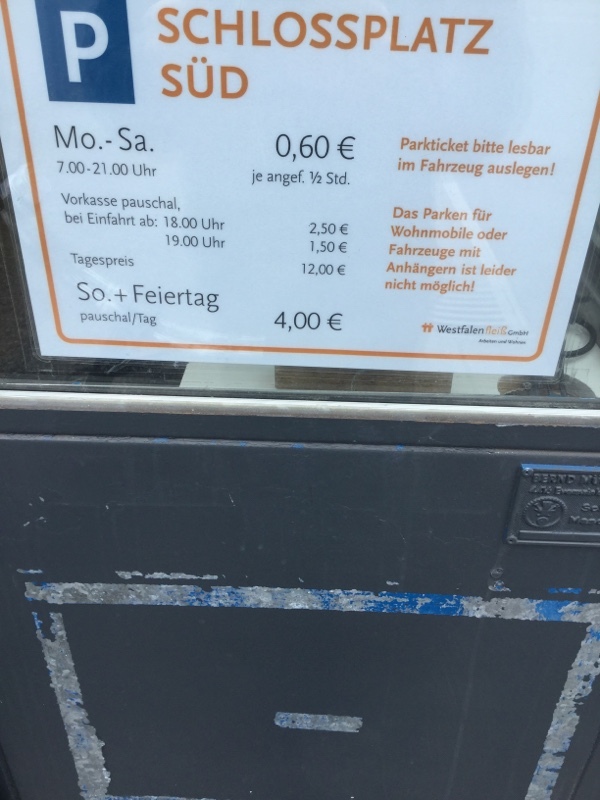 P
SCHLOSSPLATZ
SÜD
Mo.- Sa.
7.00-21.00 Uhr
0,60 €
je angef. ½ Std.
Vorkasse pauschal,
bei Einfahrt ab: 18.00 Uhr 2,50 €
19.00 Uhr 1,50 €
Tagespreis 12,00 €
So.+ Feiertag
pauschal/Tag
4,00 €
Parkticket bitte lesbar
im Fahrzeug auslegen!
Das Parken für
Wohnmobile oder
Fahrzeuge mit
Anhängern ist leider
nicht möglich!
Westfalenfleiß GmbH
Arbeiten und Wohnen
BERND